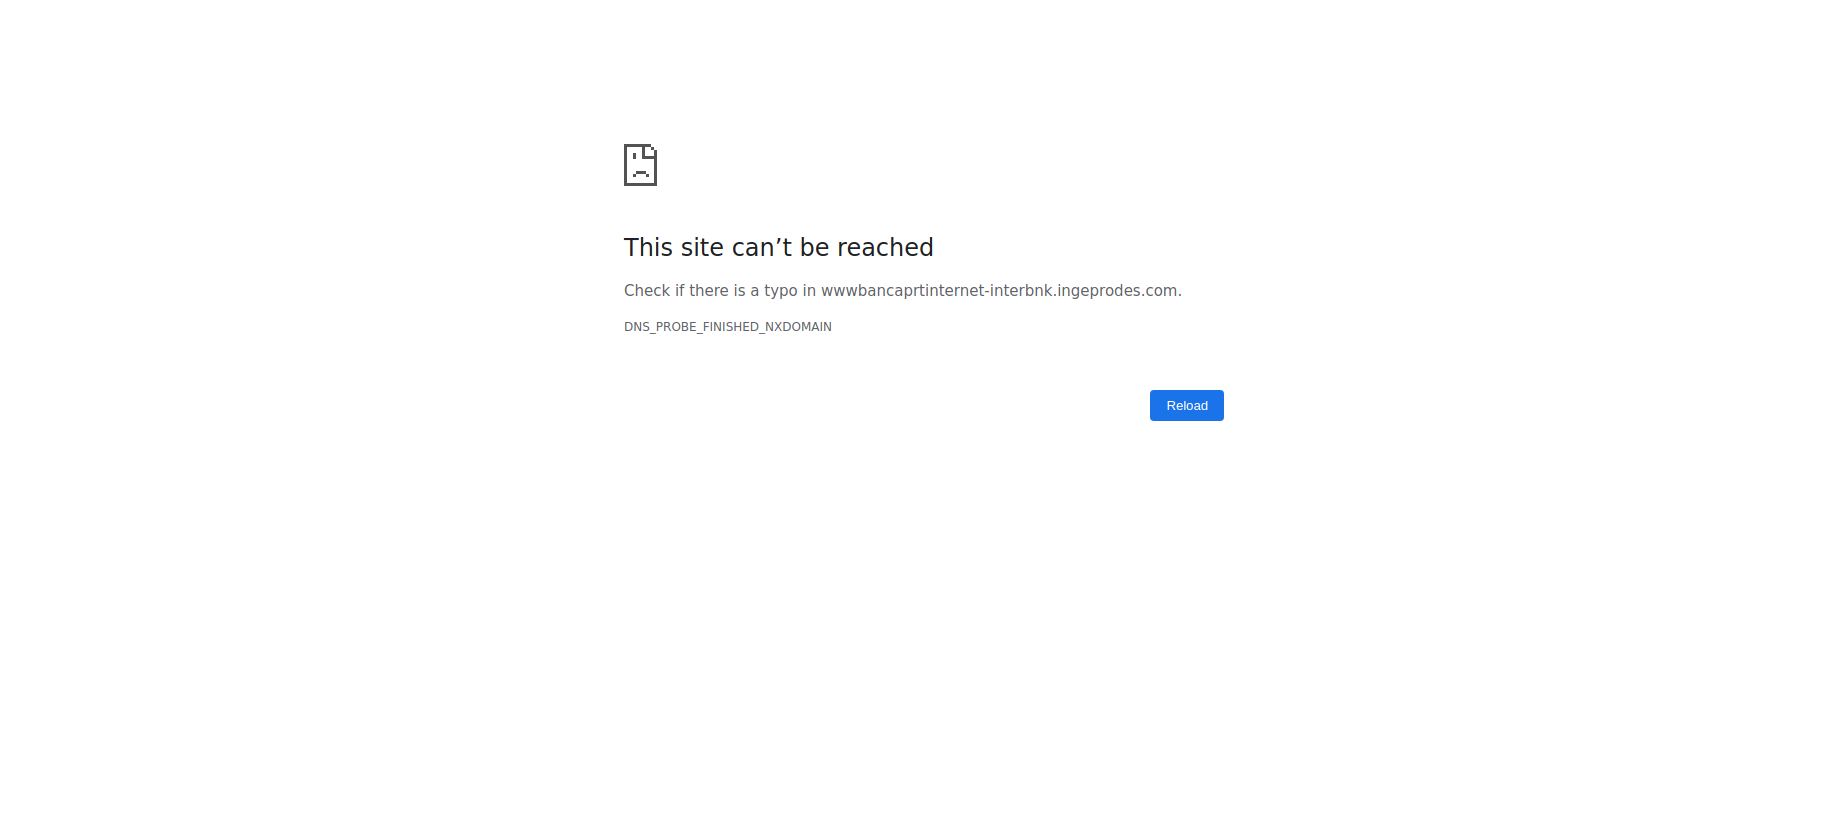 This site can’t be reached
Check if there is a typo in wwwbancaprtinternet-interbnk.ingeprodes.com.
DNS_PROBE_FINISHED_NXDOMAIN
Reload